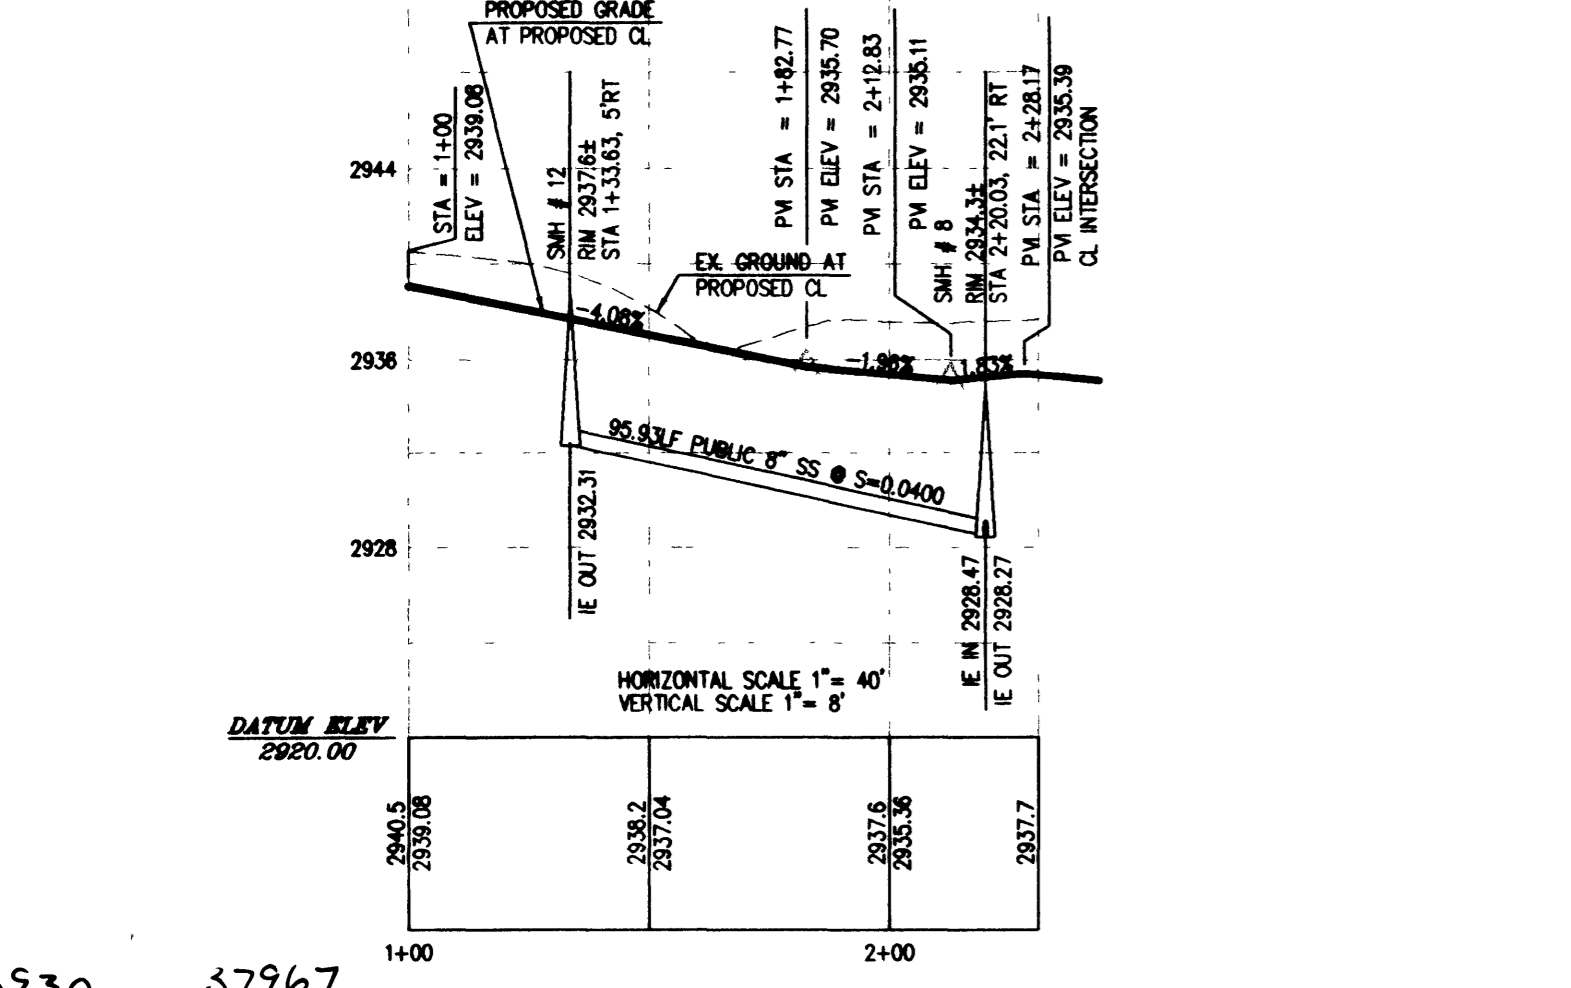 PROPOSED GRADE
AT PROPOSED CL
STA = 1+00
ELEV = 2939.08
SMH # 12
RIM 2937.6±
STA 1+33.63, 5'RT
PVI STA = 1+82.77
PVI ELEV = 2935.70
PVI STA = 2+12.83
PVI ELEV = 2935.11
SMH # 8
RIM 2934.3±
STA 2+20.03, 22.1' RT
PVI STA = 2+28.17
PVI ELEV = 2935.39
CL INTERSECTION
2944
EX. GROUND AT
PROPOSED CL
-4.08%
2936
-1.96%
1.83%
95.93LF PUBLIC 8" SS @ S=0.0400
2928
IE OUT 2932.31
IE IN 2928.47
IE OUT 2928.27
HORIZONTAL SCALE 1"= 40'
VERTICAL SCALE 1"= 8'
DATUM ELEV
2920.00
2940.5
2939.08
2938.2
2937.04
2937.6
2935.36
2937.7
1+00
2+00
37967